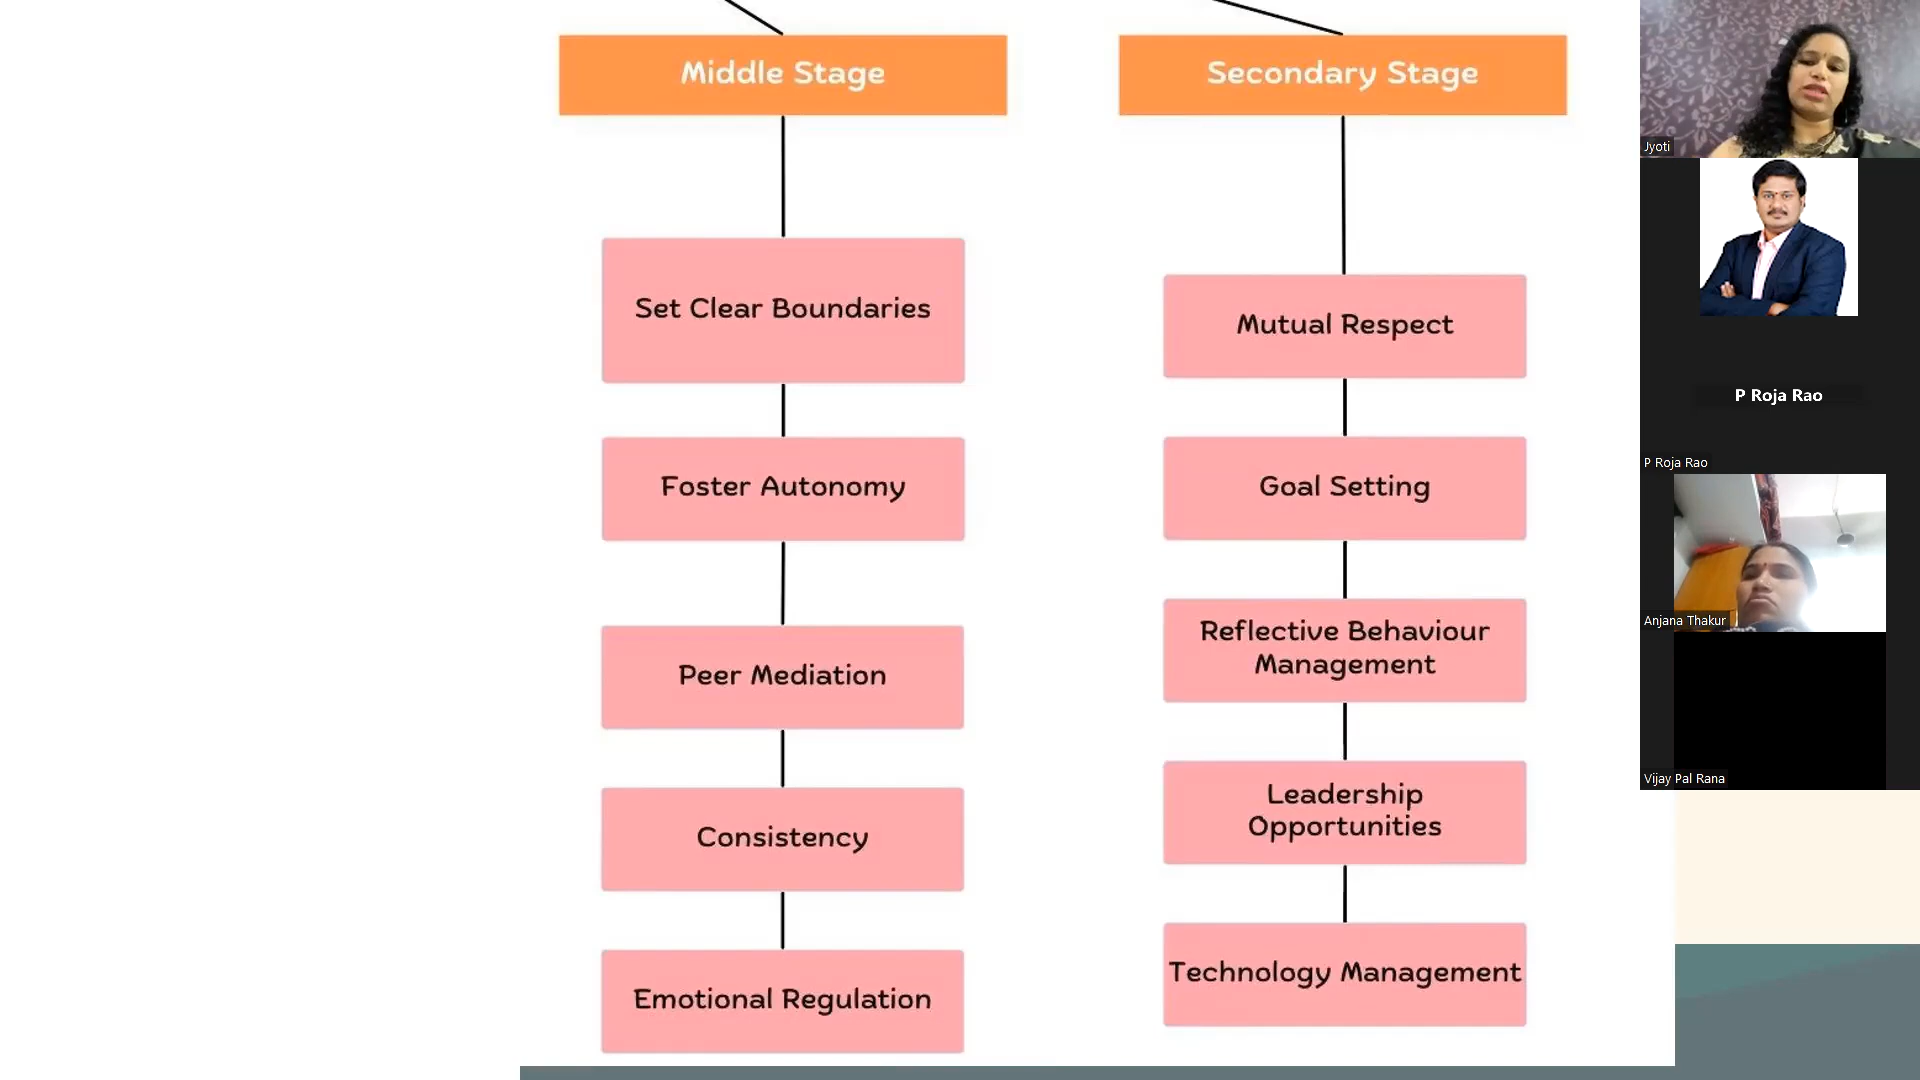 Middle Stage
Set Clear Boundaries
Foster Autonomy
Peer Mediation
Consistency
Emotional Regulation
Secondary Stage
Mutual Respect
Goal Setting
Reflective Behaviour
Management
Leadership
Opportunities
Technology Management
Jyoti
P Roja Rao
P Roja Rao
Anjana Thakur
Vijay Pal Rana